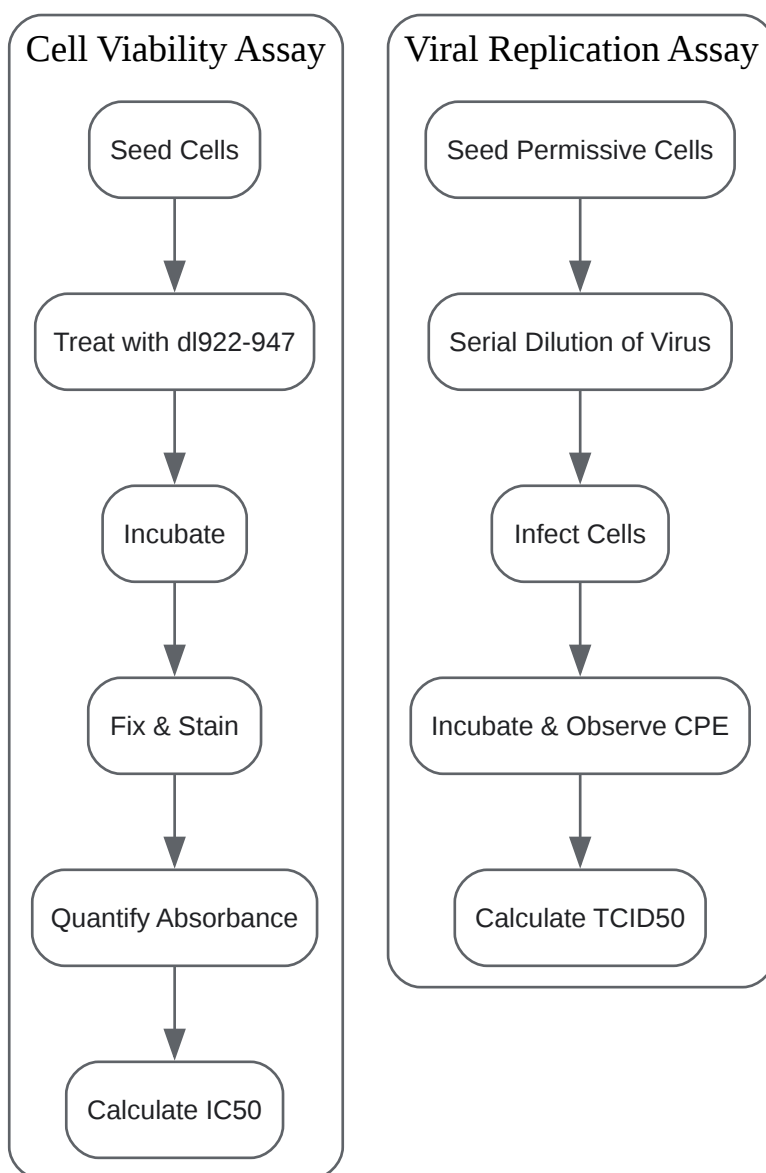 Cell Viability Assay
Seed Cells
Treat with dl922-947
Incubate
Fix & Stain
Quantify Absorbance
Calculate IC50
Viral Replication Assay
Seed Permissive Cells
Serial Dilution of Virus
Infect Cells
Incubate & Observe CPE
Calculate TCID50